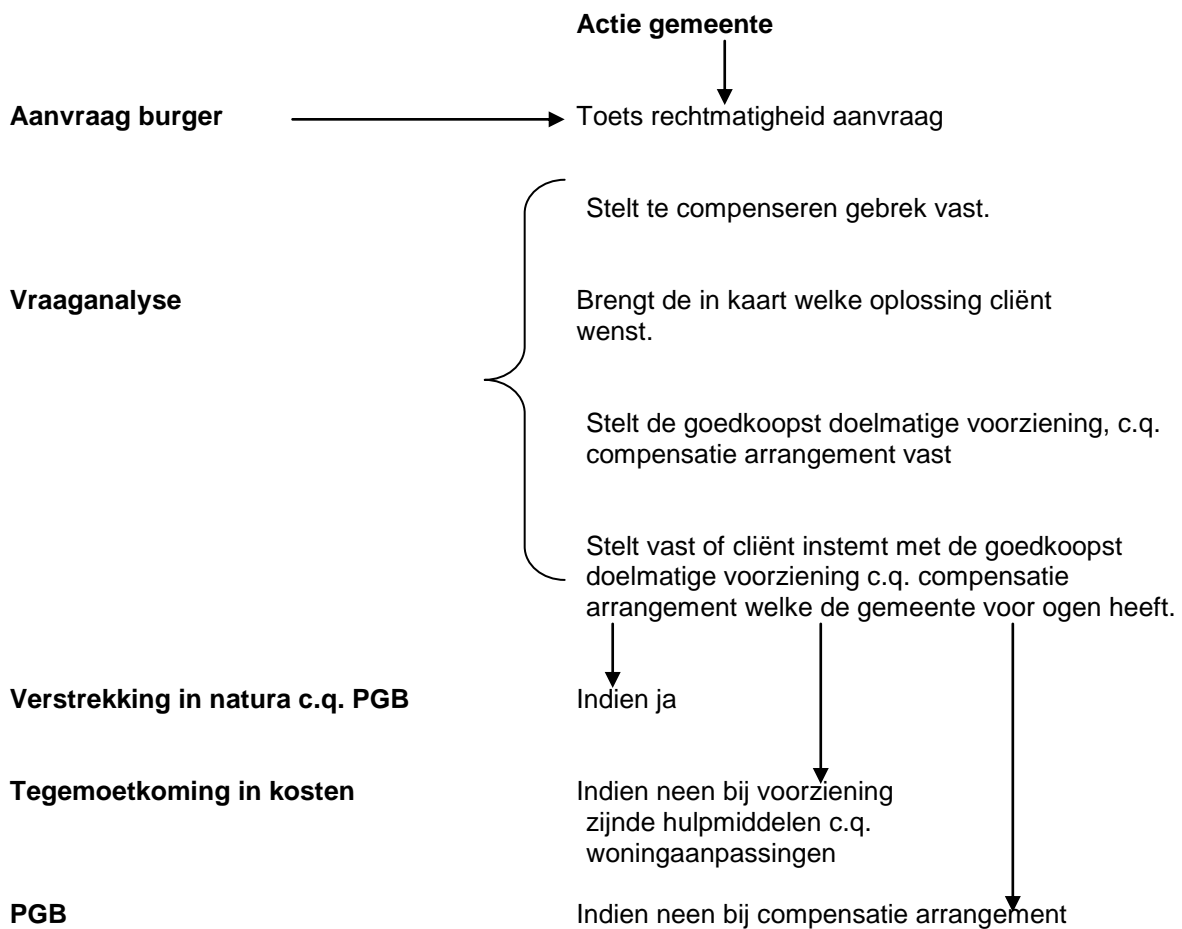 Actie gemeente
Aanvraag burger
Toets rechtmatigheid aanvraag
Stelt te compenseren gebrek vast.
Vraaganalyse
Brengt de in kaart welke oplossing cliënt
wenst.
Stelt de goedkoopst doelmatige voorziening, c.q.
compensatie arrangement vast
Stelt vast of cliënt instemt met de goedkoopst
doelmatige voorziening c.q. compensatie
arrangement welke de gemeente voor ogen heeft.
Verstrekking in natura c.q. PGB
Indien ja
Tegemoetkoming in kosten
Indien neen bij voorziening
zijnde hulpmiddelen c.q.
woningaanpassingen
PGB
Indien neen bij compensatie arrangement